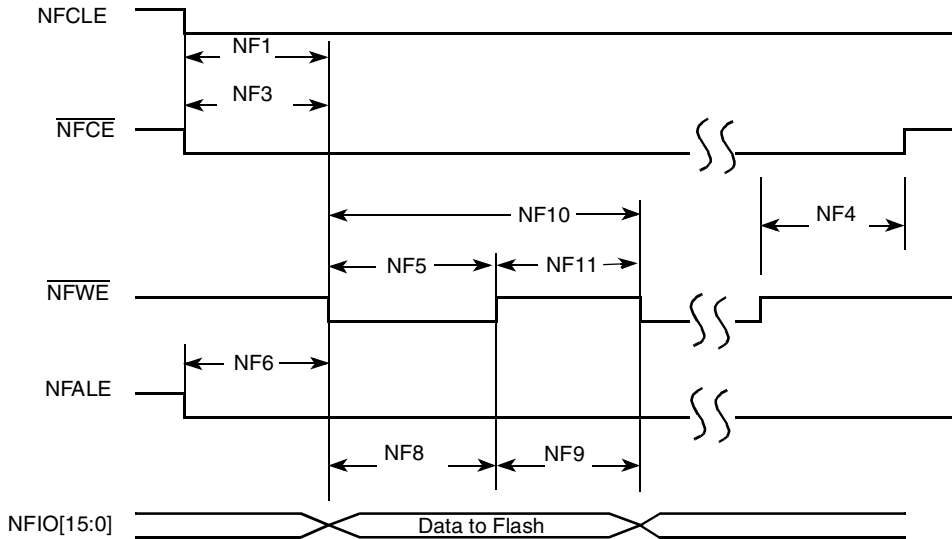 NFCLE
NF1
NF3
NFCE
NF10
NF4
NF5
NF11
NFWE
NF6
NFALE
NF8
NF9
NFIO[15:0]
Data to Flash